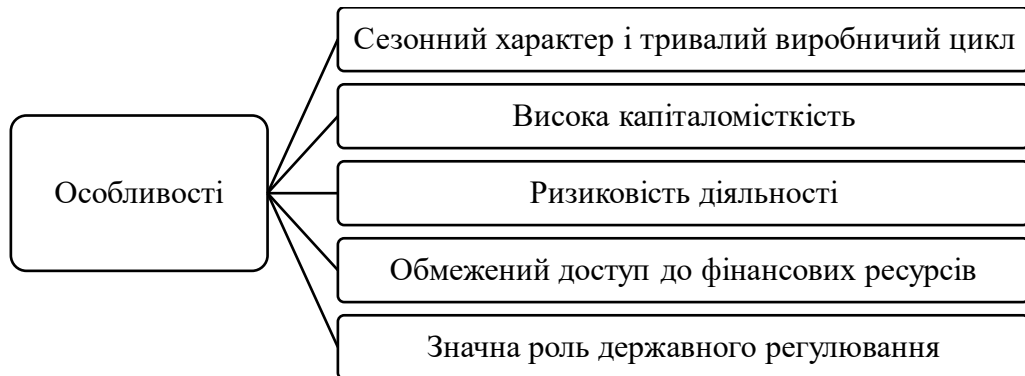 Особливості
Сезонний характер і тривалий виробничий цикл
Висока капіталомісткість
Ризиковість діяльності
Обмежений доступ до фінансових ресурсів
Значна роль державного регулювання